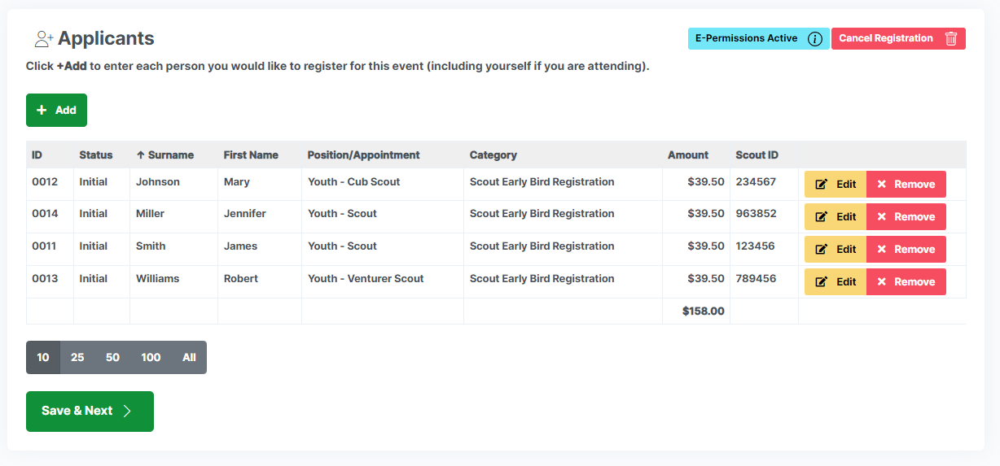 Applicants
E-Permissions Active
Cancel Registration
Click +Add to enter each person you would like to register for this event (including yourself if you are attending).
+ Add
ID Status ↑ Surname First Name Position/Appointment Category Amount Scout ID
0012 Initial Johnson Mary Youth - Cub Scout Scout Early Bird Registration $39.50 234567 Edit × Remove
0014 Initial Miller Jennifer Youth - Scout Scout Early Bird Registration $39.50 963852 Edit × Remove
0011 Initial Smith James Youth - Scout Scout Early Bird Registration $39.50 123456 Edit × Remove
0013 Initial Williams Robert Youth - Venturer Scout Scout Early Bird Registration $39.50 789456 Edit × Remove
$158.00
10 25 50 100 All
Save & Next